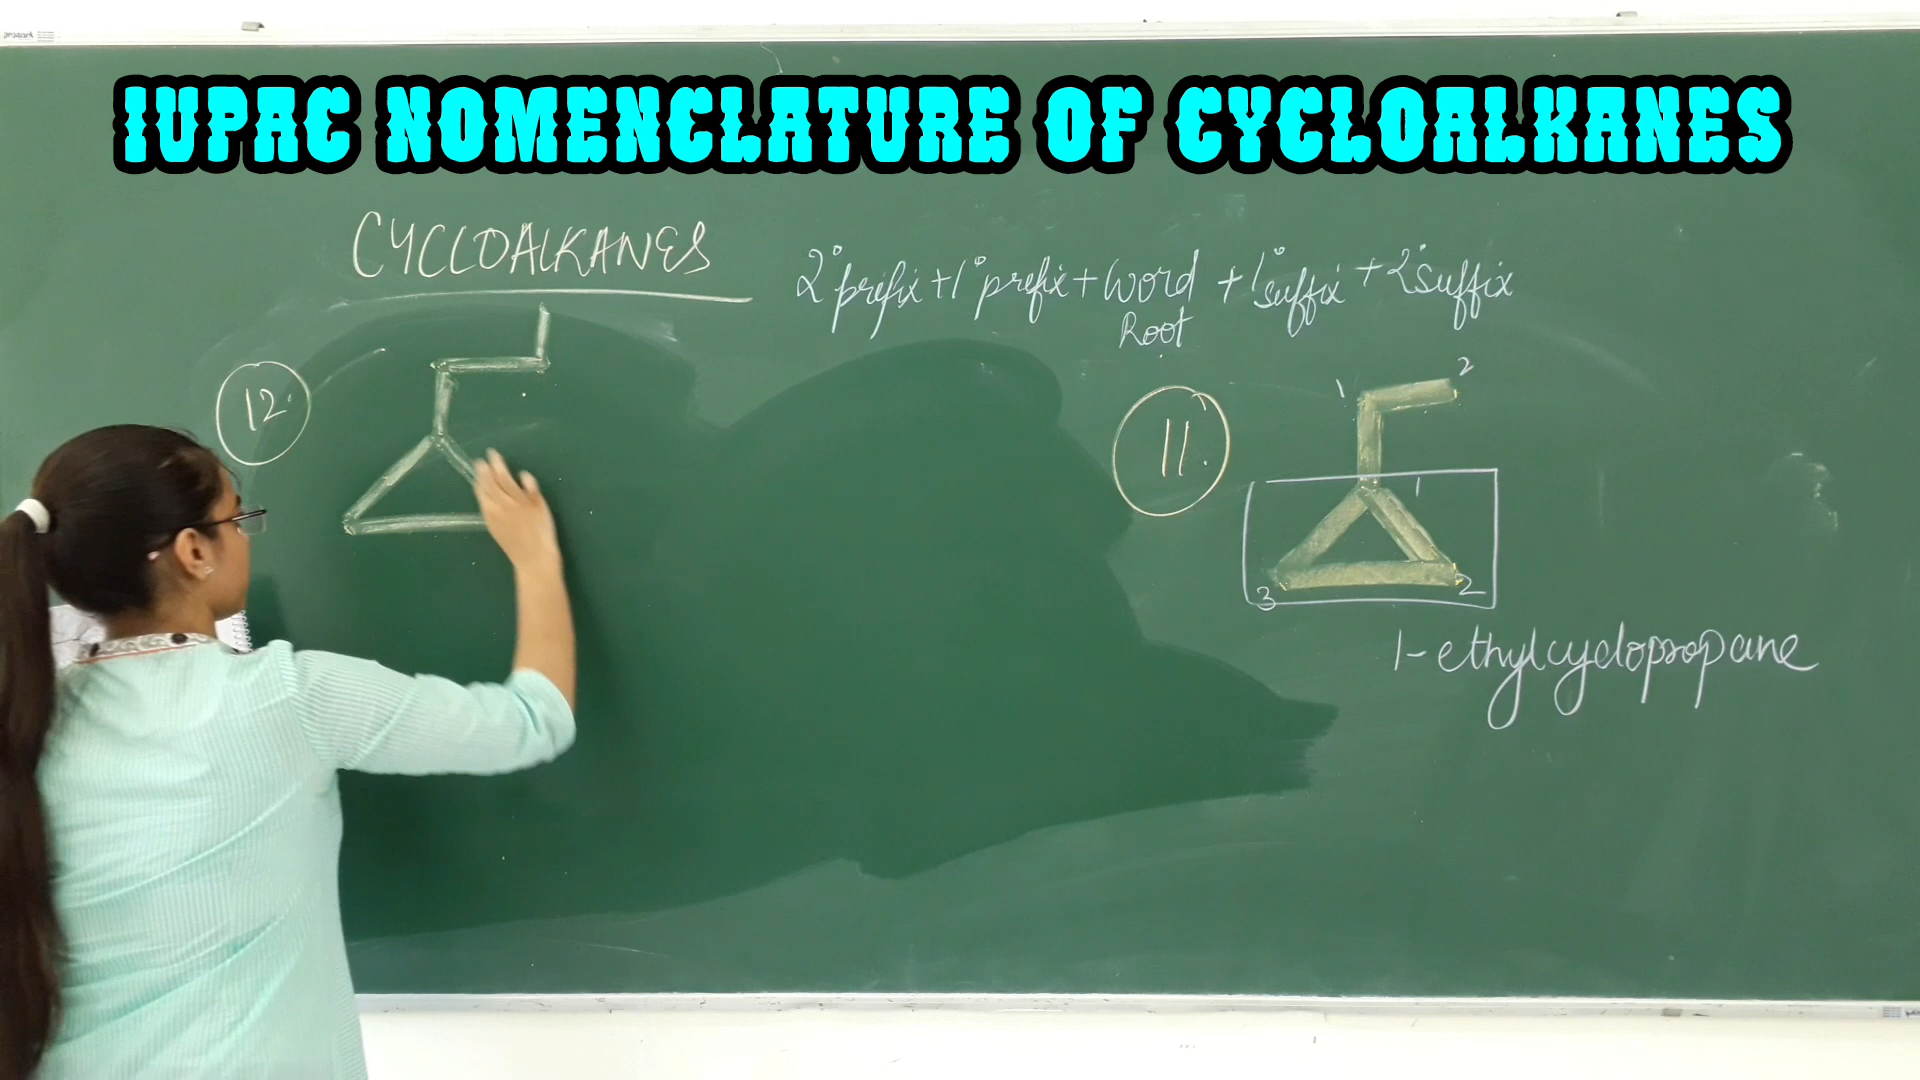 IUPAC NOMENCLATURE OF CYCLOALKANES
CYCLOALKANES
2° prefix + 1° prefix + Word Root + 1° suffix + 2° suffix
12.
11.
1
2
1
3
2
1-ethylcyclopropane